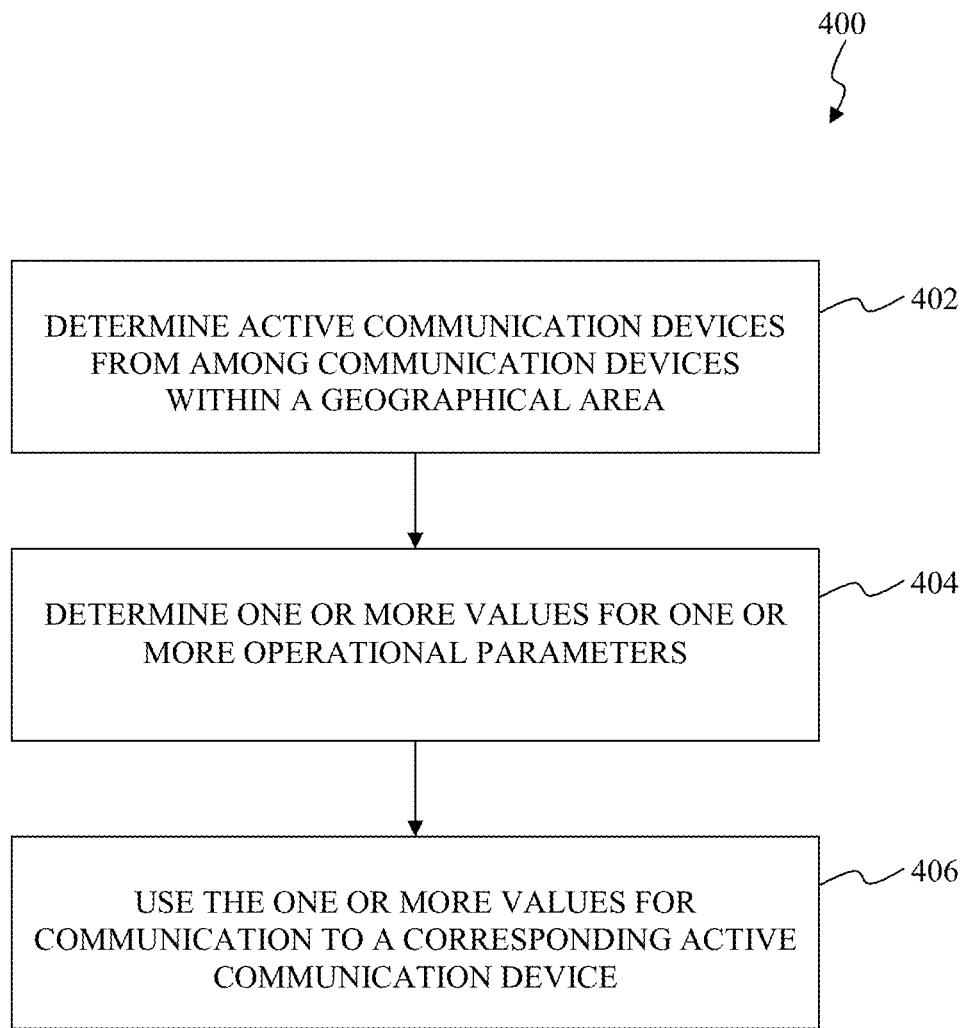 400
DETERMINE ACTIVE COMMUNICATION DEVICES
FROM AMONG COMMUNICATION DEVICES
WITHIN A GEOGRAPHICAL AREA
402
DETERMINE ONE OR MORE VALUES FOR ONE OR
MORE OPERATIONAL PARAMETERS
404
USE THE ONE OR MORE VALUES FOR
COMMUNICATION TO A CORRESPONDING ACTIVE
COMMUNICATION DEVICE
406